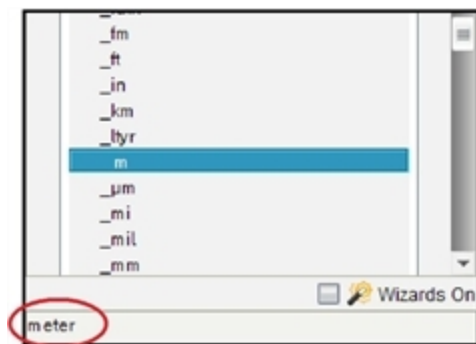 _fm
_ft
_in
_km
_ltyr
_m
_µm
_mi
_mil
_mm
Wizards On
meter